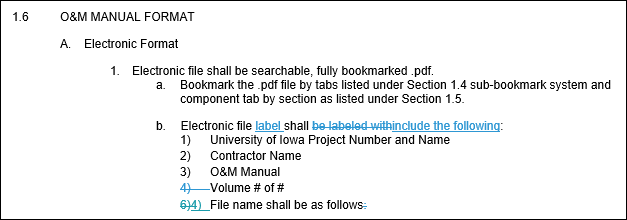 1.6 O&M MANUAL FORMAT
A. Electronic Format
1. Electronic file shall be searchable, fully bookmarked .pdf.
a. Bookmark the .pdf file by tabs listed under Section 1.4 sub-bookmark system and
component tab by section as listed under Section 1.5.
b. Electronic file label shall be labeled withinclude the following:
1) University of Iowa Project Number and Name
2) Contractor Name
3) O&M Manual
4) Volume # of #
6)4) File name shall be as follows: